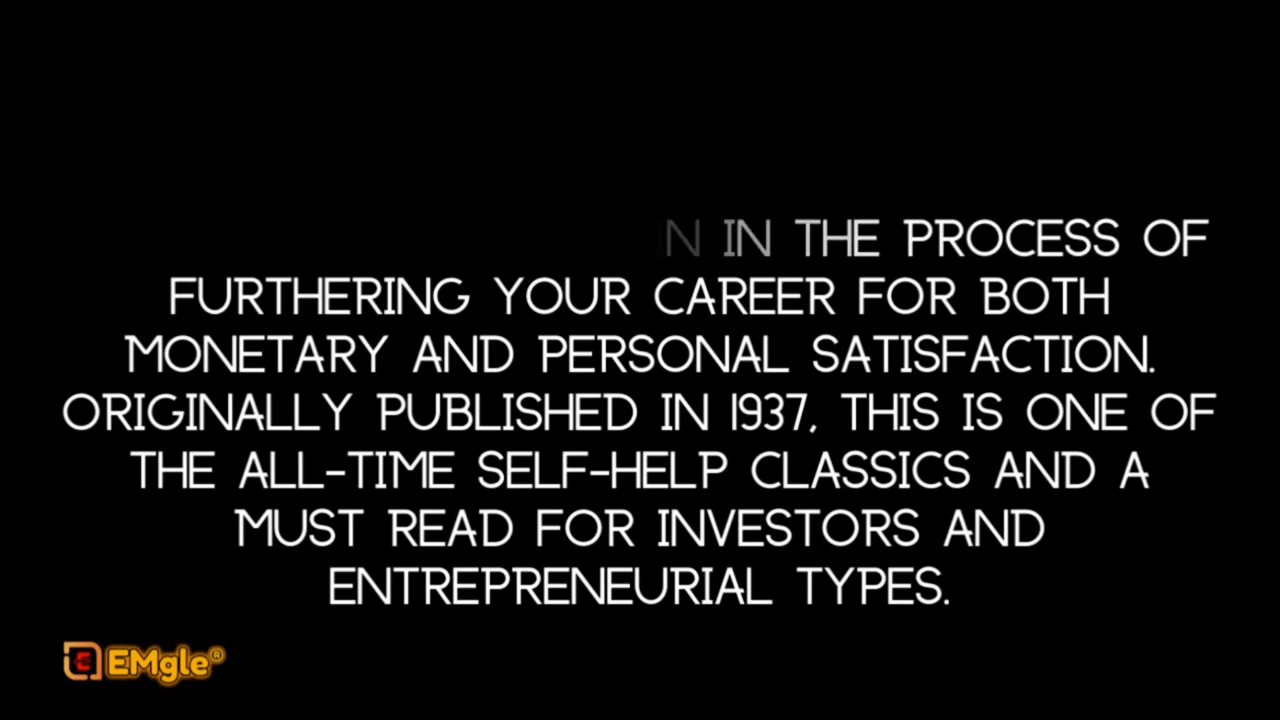 IN THE PROCESS OF
FURTHERING YOUR CAREER FOR BOTH
MONETARY AND PERSONAL SATISFACTION.
ORIGINALLY PUBLISHED IN 1937, THIS IS ONE OF
THE ALL-TIME SELF-HELP CLASSICS AND A
MUST READ FOR INVESTORS AND
ENTREPRENEURIAL TYPES.
EMgle®